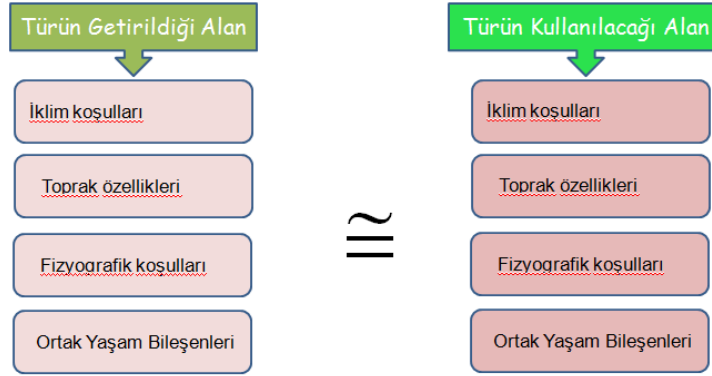 Türün Getirildiği Alan
İklim koşulları
Toprak özellikleri
Fizyografik koşulları
Ortak Yaşam Bileşenleri
≅
Türün Kullanılacağı Alan
İklim koşulları
Toprak özellikleri
Fizyografik koşulları
Ortak Yaşam Bileşenleri